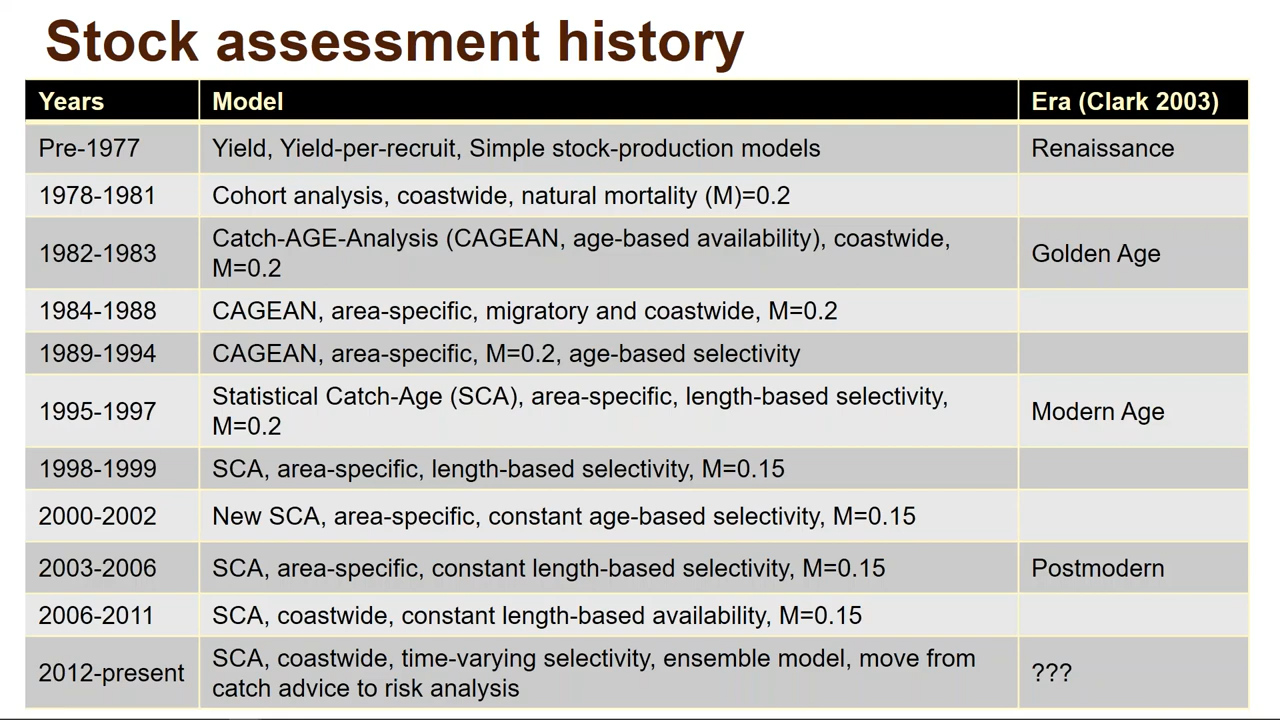 Stock assessment history
Years Model Era (Clark 2003)
Pre-1977 Yield, Yield-per-recruit, Simple stock-production models Renaissance
1978-1981 Cohort analysis, coastwide, natural mortality (M)=0.2
1982-1983 Catch-AGE-Analysis (CAGEAN, age-based availability), coastwide,
M=0.2 Golden Age
1984-1988 CAGEAN, area-specific, migratory and coastwide, M=0.2
1989-1994 CAGEAN, area-specific, M=0.2, age-based selectivity
1995-1997 Statistical Catch-Age (SCA), area-specific, length-based selectivity,
M=0.2 Modern Age
1998-1999 SCA, area-specific, length-based selectivity, M=0.15
2000-2002 New SCA, area-specific, constant age-based selectivity, M=0.15
2003-2006 SCA, area-specific, constant length-based selectivity, M=0.15 Postmodern
2006-2011 SCA, coastwide, constant length-based availability, M=0.15
2012-present SCA, coastwide, time-varying selectivity, ensemble model, move from
catch advice to risk analysis ???